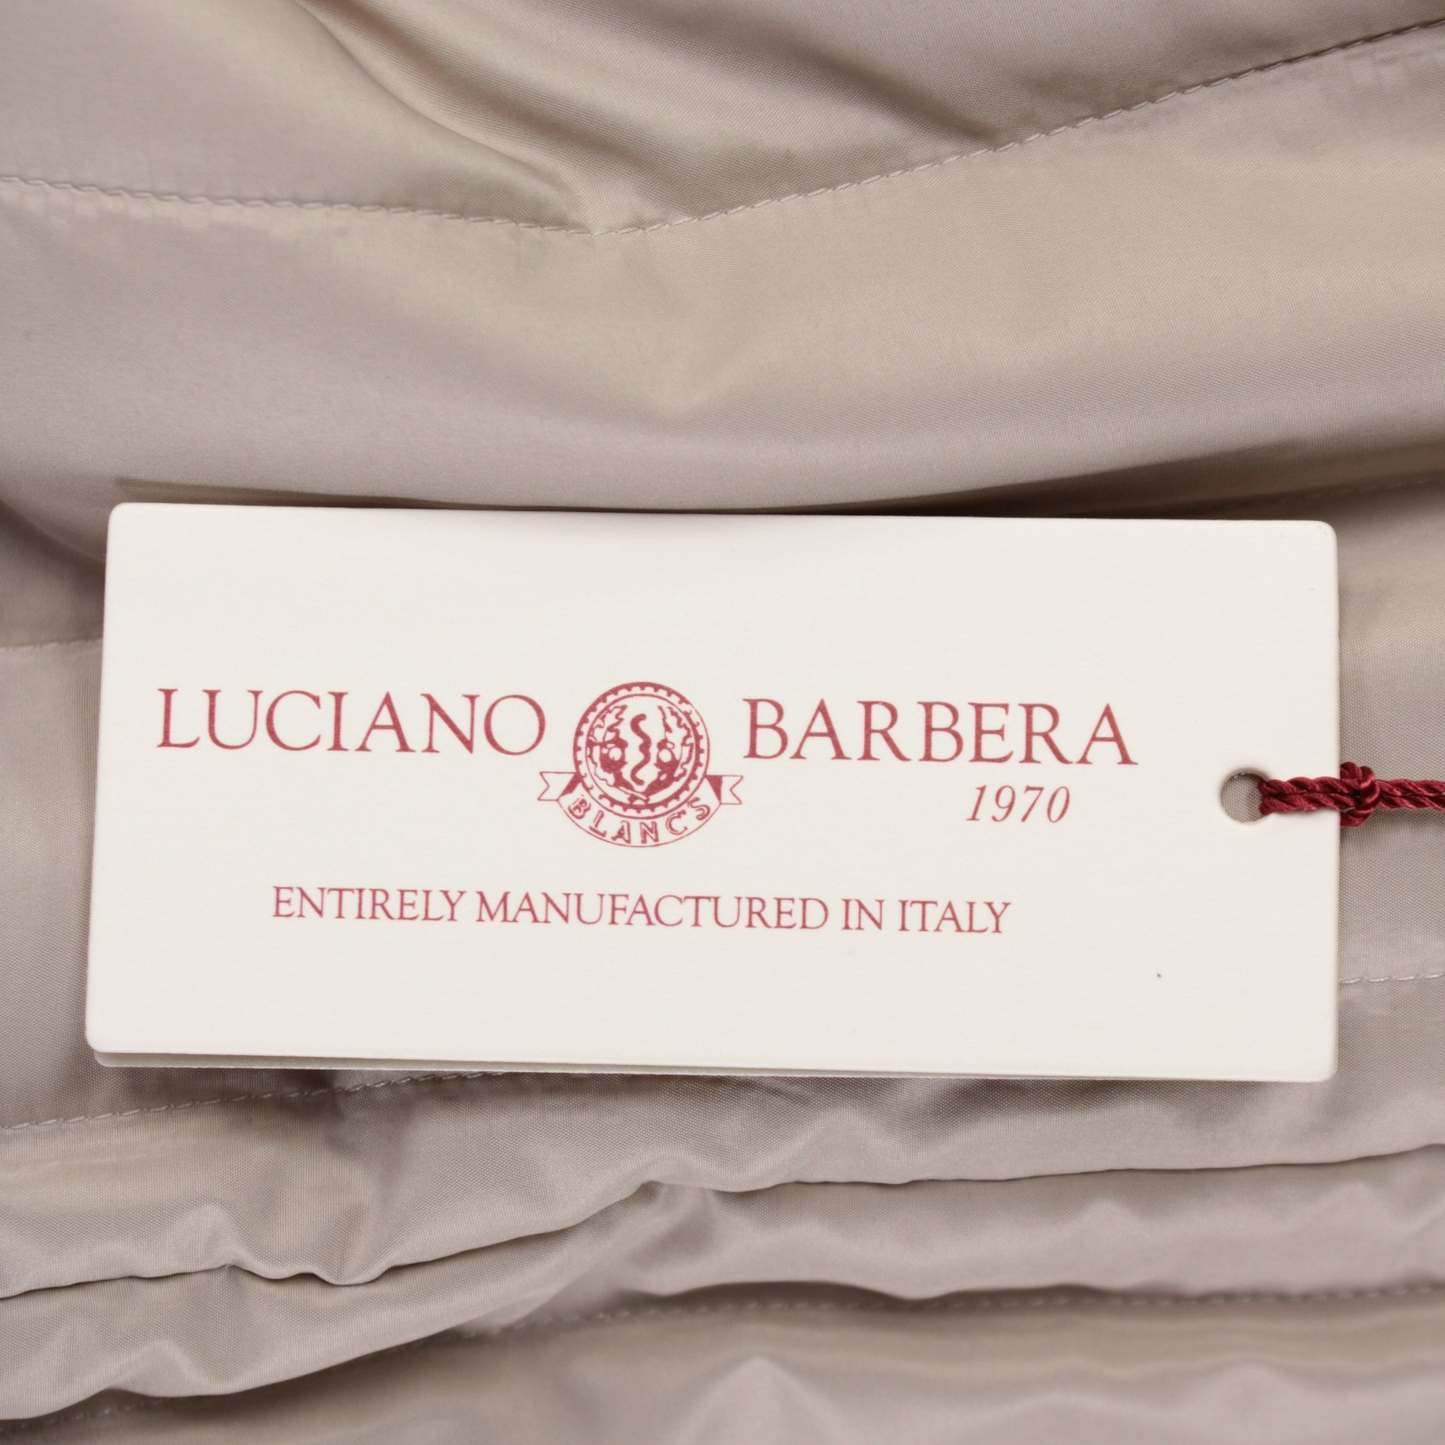 LUCIANO BARBERA
1970
BLANCS
ENTIRELY MANUFACTURED IN ITALY